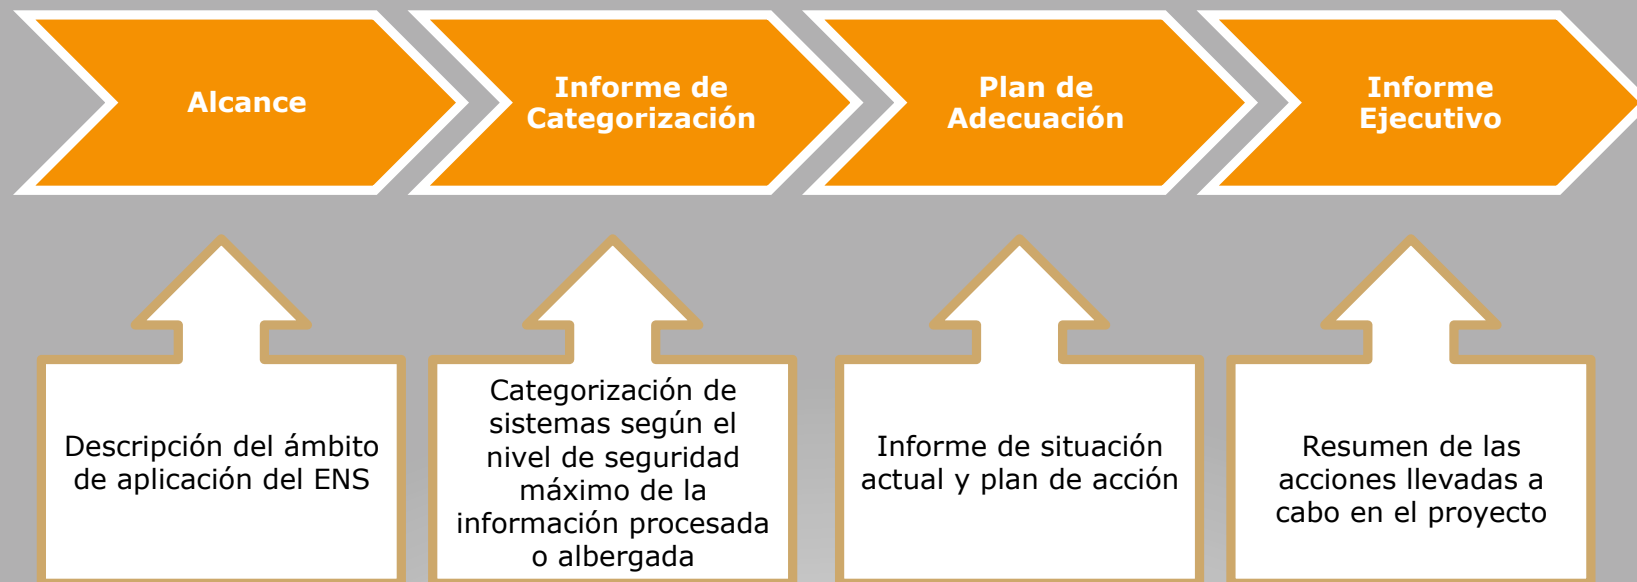 Alcance
Informe de
Categorización
Plan de
Adecuación
Informe
Ejecutivo
Descripción del ámbito
de aplicación del ENS
Categorización de
sistemas según el
nivel de seguridad
máximo de la
información procesada
o albergada
Informe de situación
actual y plan de acción
Resumen de las
acciones llevadas a
cabo en el proyecto